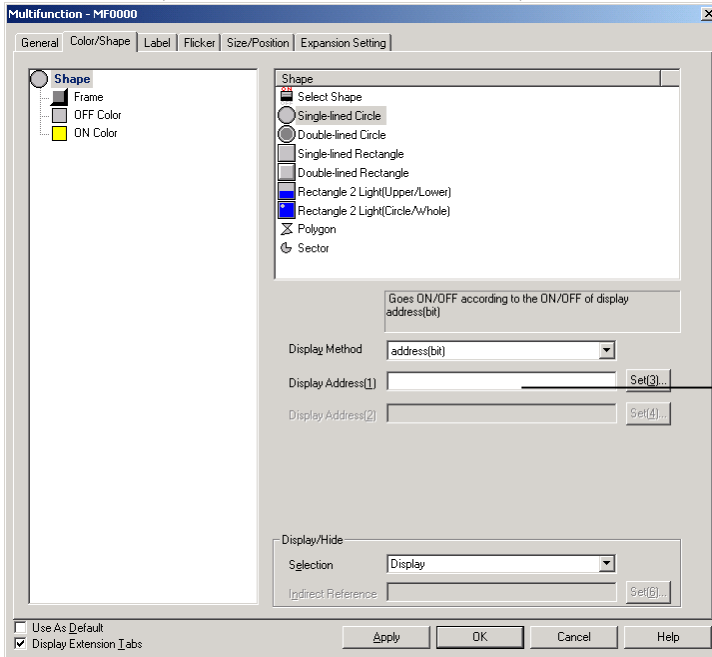 Multifunction - MF0000
General Color/Shape Label Flicker Size/Position Expansion Setting
Shape
Frame
OFF Color
ON Color
Shape
Select Shape
Single-lined Circle
Double-lined Circle
Single-lined Rectangle
Double-lined Rectangle
Rectangle 2 Light(Upper/Lower)
Rectangle 2 Light(Circle/Whole)
Polygon
Sector
Goes ON/OFF according to the ON/OFF of display
address(bit)
Display Method address(bit)
Display Address(1) Set(3)...
Display Address(2) Set(4)...
Display/Hide
Selection Display
Indirect Reference Set(6)...
Use As Default
Display Extension Tabs
Apply OK Cancel Help